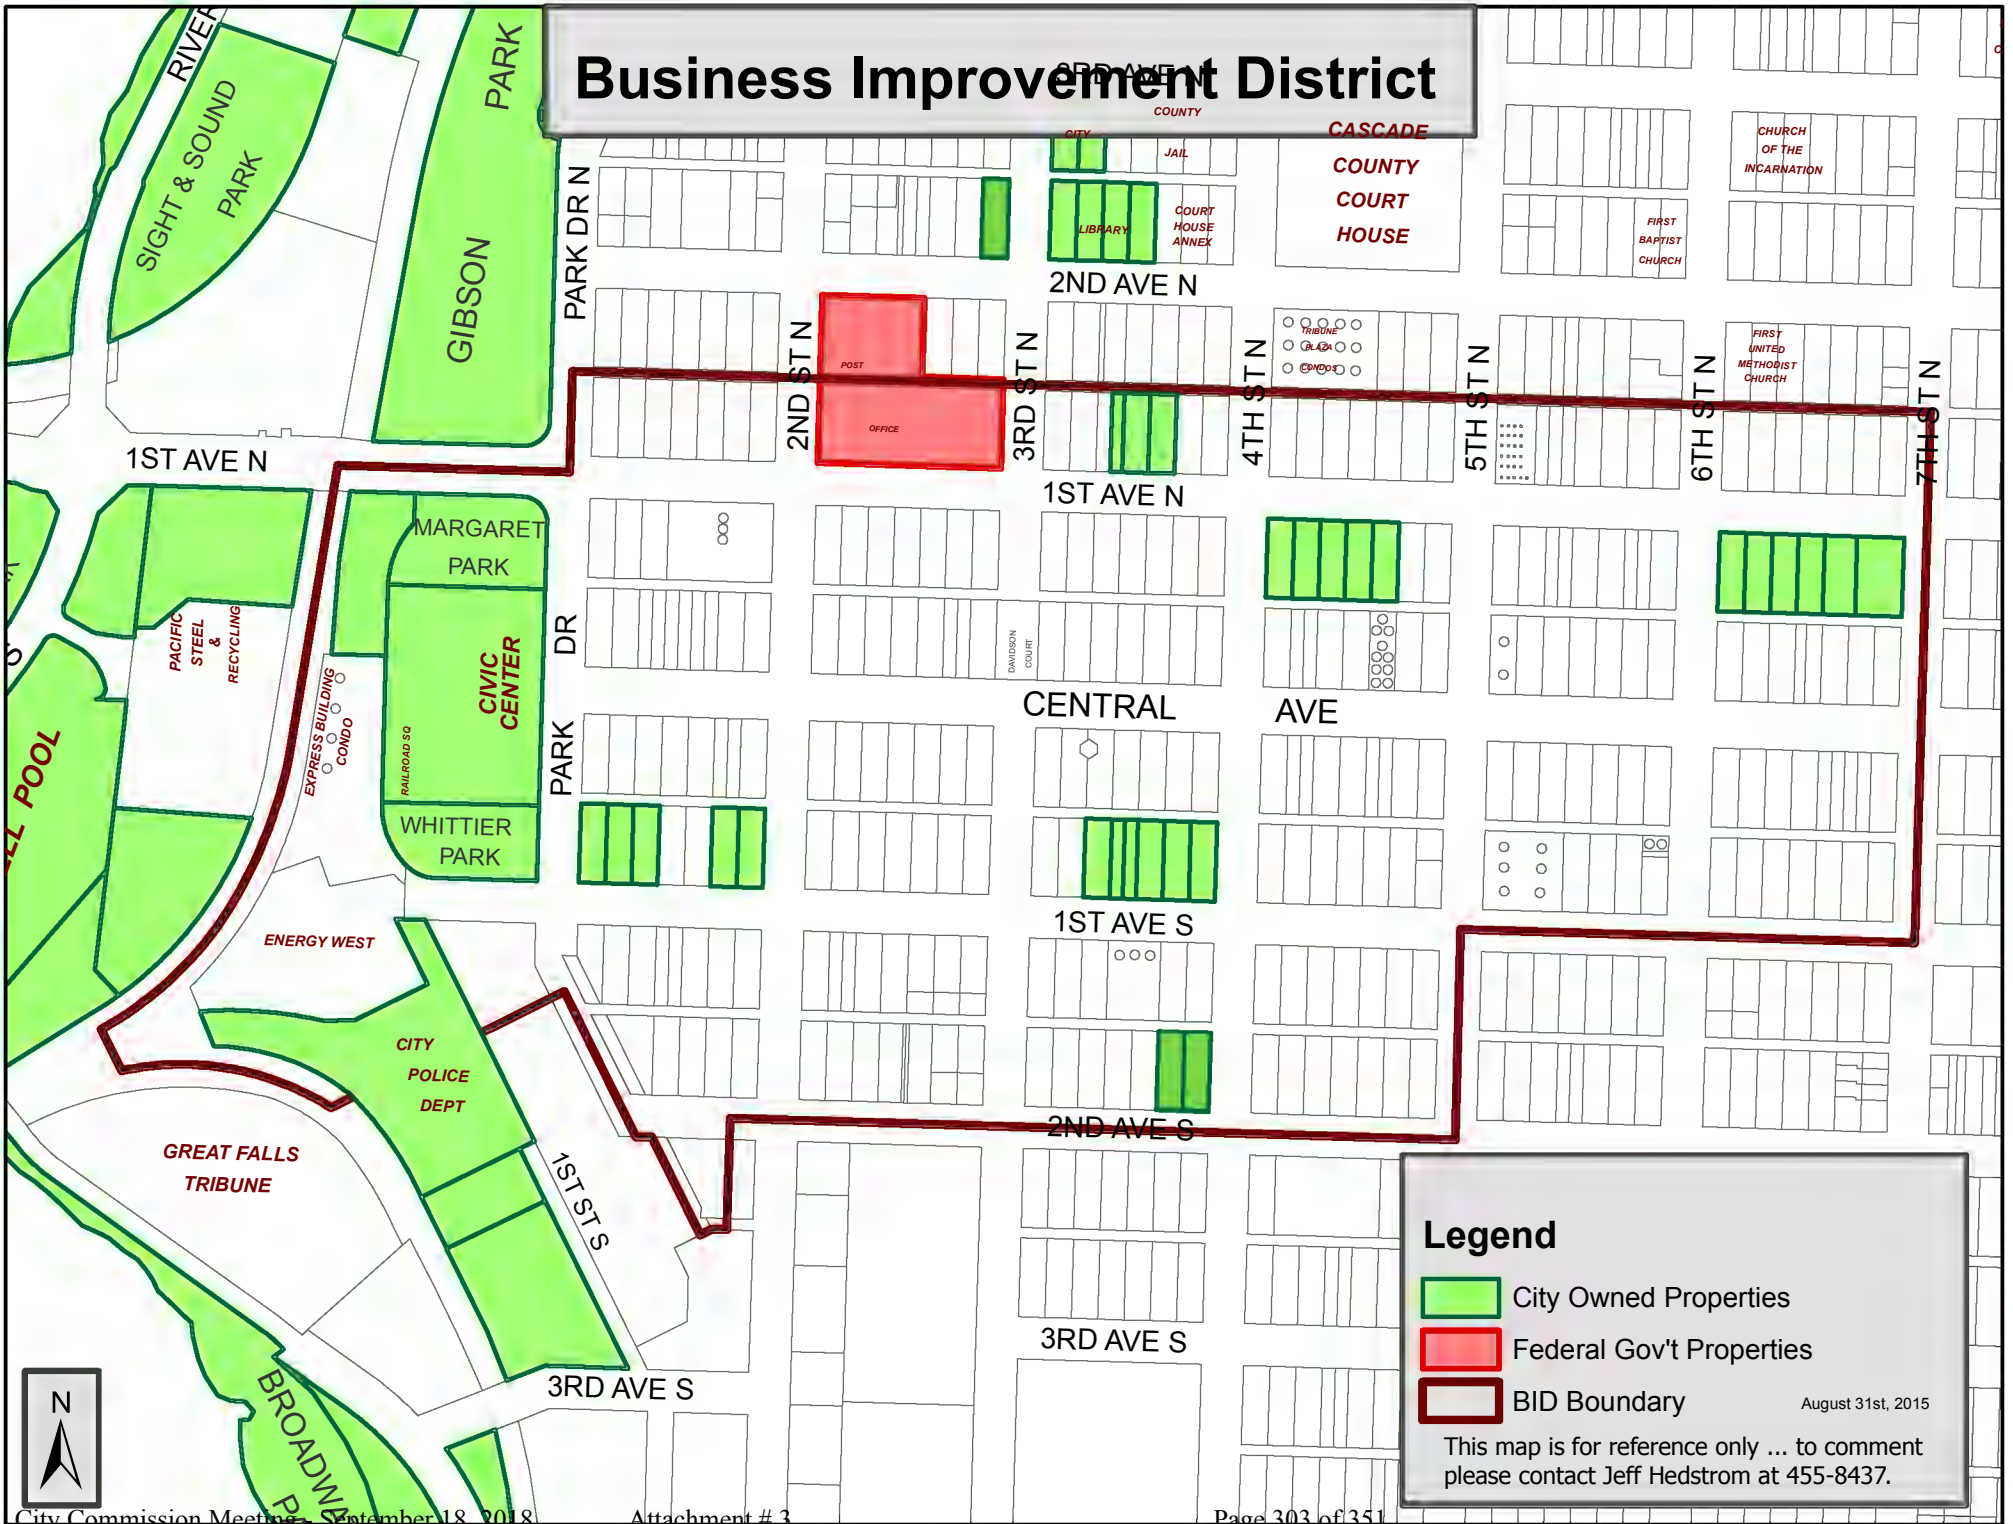 Business Improvement District
3RD AVE N
RIVER
SIGHT & SOUND
PARK
GIBSON
PARK
PARK DR N
CITY
COUNTY
JAIL
LIBRARY
COURT
HOUSE
ANNEX
CASCADE
COUNTY
COURT
HOUSE
CHURCH
OF THE
INCARNATION
FIRST
BAPTIST
CHURCH
2ND AVE N
TRIBUNE
PLAZA
CONDOS
FIRST
UNITED
METHODIST
CHURCH
POST
OFFICE
2ND ST N
3RD ST N
4TH ST N
5TH ST N
6TH ST N
7TH ST N
1ST AVE N
1ST AVE N
MARGARET
PARK
PACIFIC
STEEL
&
RECYCLING
CIVIC
CENTER
RAILROAD SQ
EXPRESS BUILDING
CONDO
PARK DR
DAVIDSON
COURT
CENTRAL AVE
POOL
WHITTIER
PARK
ENERGY WEST
1ST AVE S
CITY
POLICE
DEPT
GREAT FALLS
TRIBUNE
1ST ST S
2ND AVE S
3RD AVE S
3RD AVE S
BROADWAY
N
Legend
City Owned Properties
Federal Gov't Properties
BID Boundary
August 31st, 2015
This map is for reference only ... to comment
please contact Jeff Hedstrom at 455-8437.
City Commission Meeting - September 18, 2018 Attachment # 3 Page 303 of 351